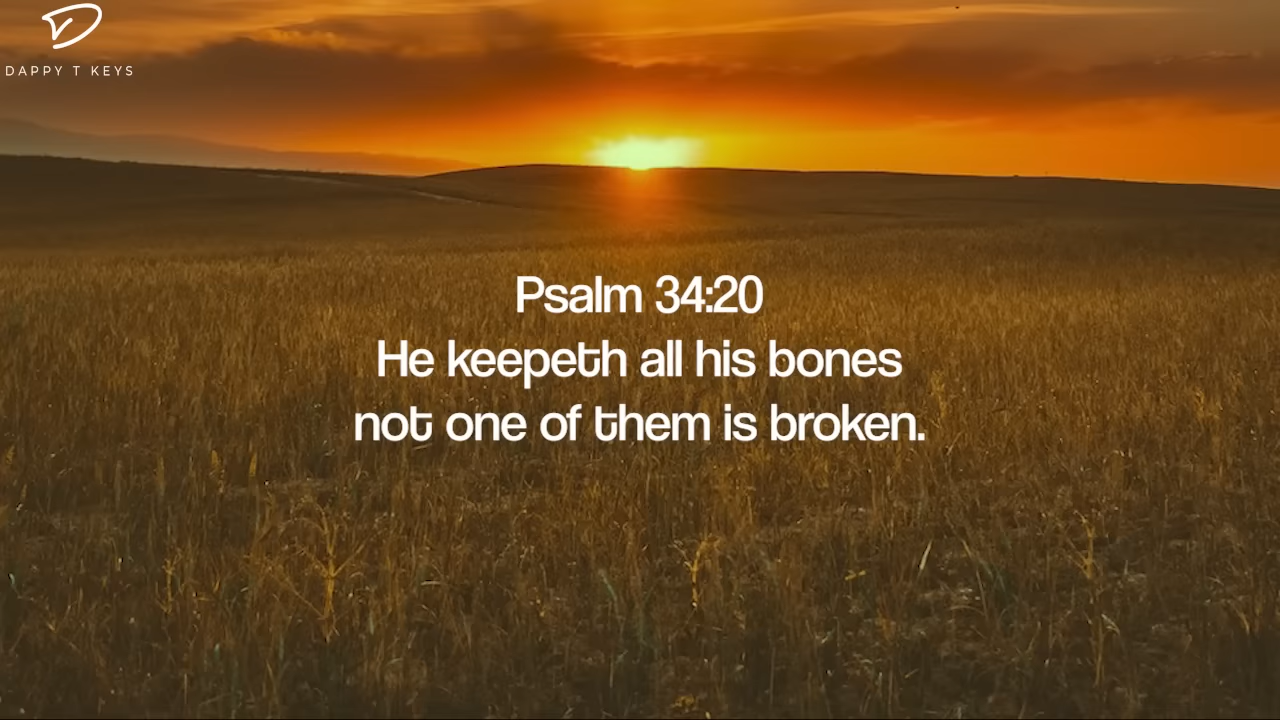 DAPPY T KEYS
Psalm 34:20
He keepeth all his bones
not one of them is broken.